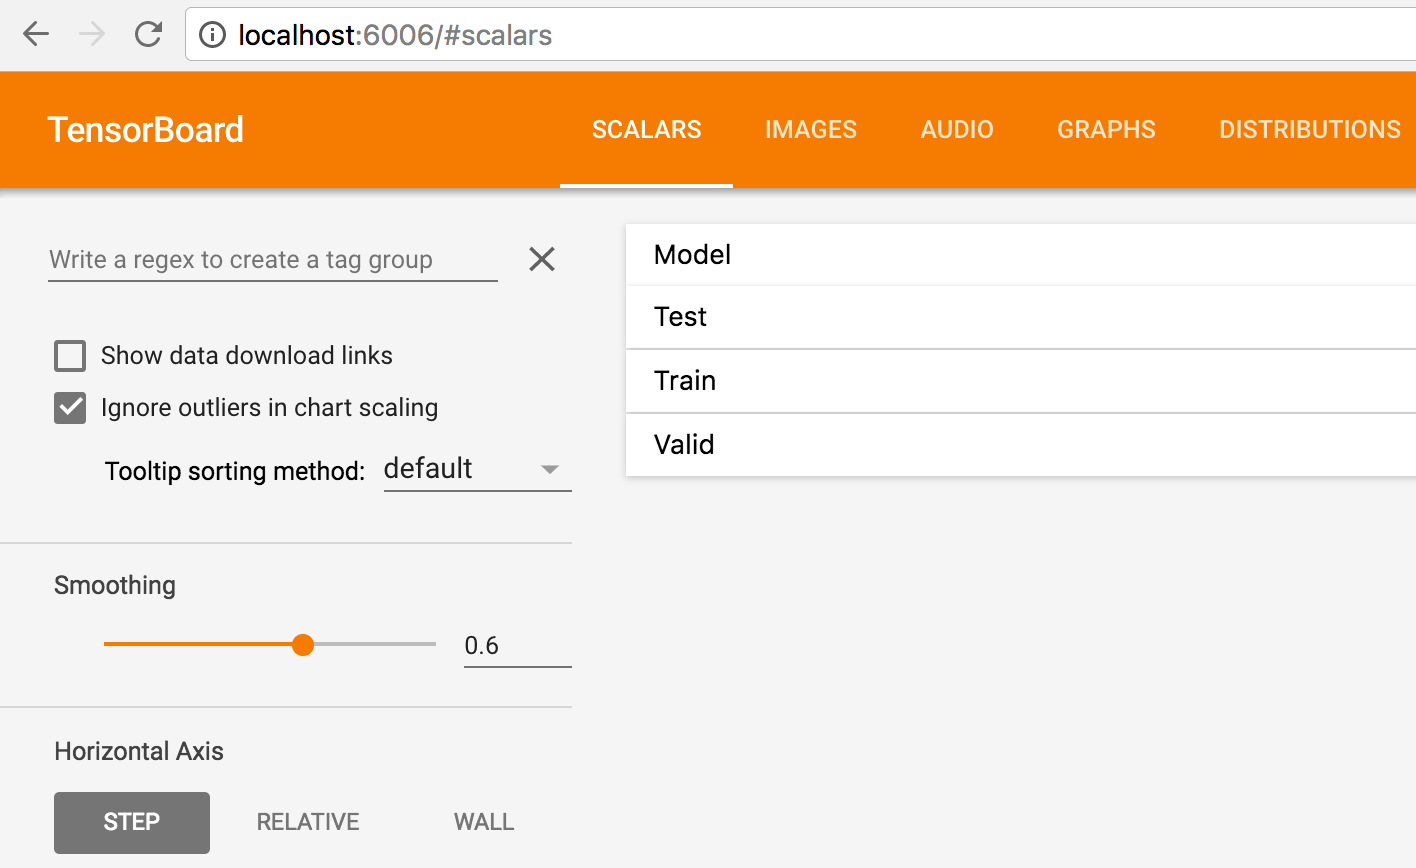 localhost:6006/#scalars
TensorBoard SCALARS IMAGES AUDIO GRAPHS DISTRIBUTIONS
Write a regex to create a tag group
Show data download links
Ignore outliers in chart scaling
Tooltip sorting method: default
Smoothing
0.6
Horizontal Axis
STEP RELATIVE WALL
Model
Test
Train
Valid